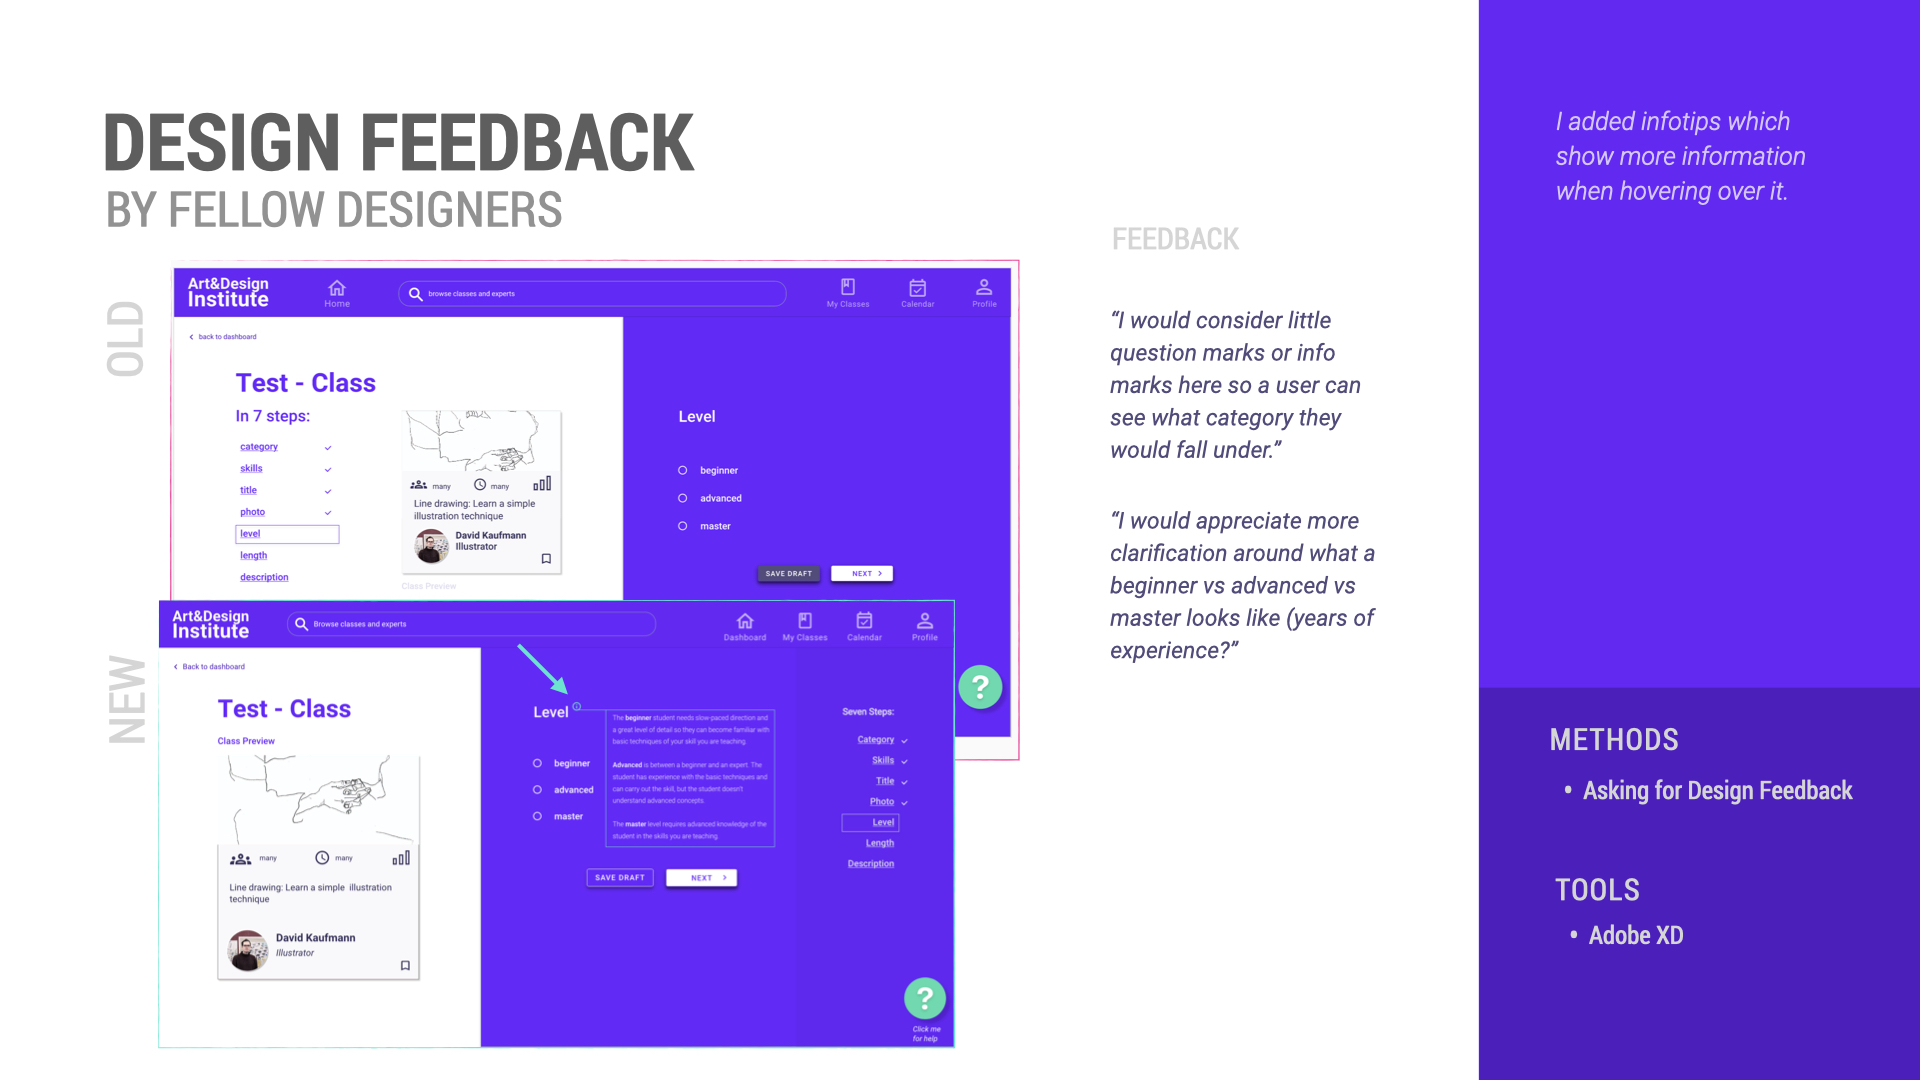 DESIGN FEEDBACK
BY FELLOW DESIGNERS
OLD
Art&Design
Institute
Home
browse classes and experts
My Classes
Calendar
Profile
back to dashboard
Test - Class
In 7 steps:
category
skills
title
photo
level
length
description
many
many
Line drawing: Learn a simple
illustration technique
David Kaufmann
Illustrator
Class Preview
Level
beginner
advanced
master
SAVE DRAFT
NEXT
?
NEW
Art&Design
Institute
Browse classes and experts
Dashboard
My Classes
Calendar
Profile
Back to dashboard
Test - Class
Class Preview
many
many
Line drawing: Learn a simple illustration
technique
David Kaufmann
Illustrator
Level
beginner
advanced
master
The beginner student needs slow-paced direction and
a great level of detail so they can become familiar with
basic techniques of your skill you are teaching.
Advanced is between a beginner and an expert. The
student has experience with the basic techniques and
can carry out the skill, but the student doesn't
understand advanced concepts.
The master level requires advanced knowledge of the
student in the skills you are teaching.
SAVE DRAFT
NEXT
Seven Steps:
Category
Skills
Title
Photo
Level
Length
Description
?
Click me
for help
FEEDBACK
“I would consider little
question marks or info
marks here so a user can
see what category they
would fall under.”
“I would appreciate more
clarification around what a
beginner vs advanced vs
master looks like (years of
experience?”
I added infotips which
show more information
when hovering over it.
METHODS
• Asking for Design Feedback
TOOLS
• Adobe XD